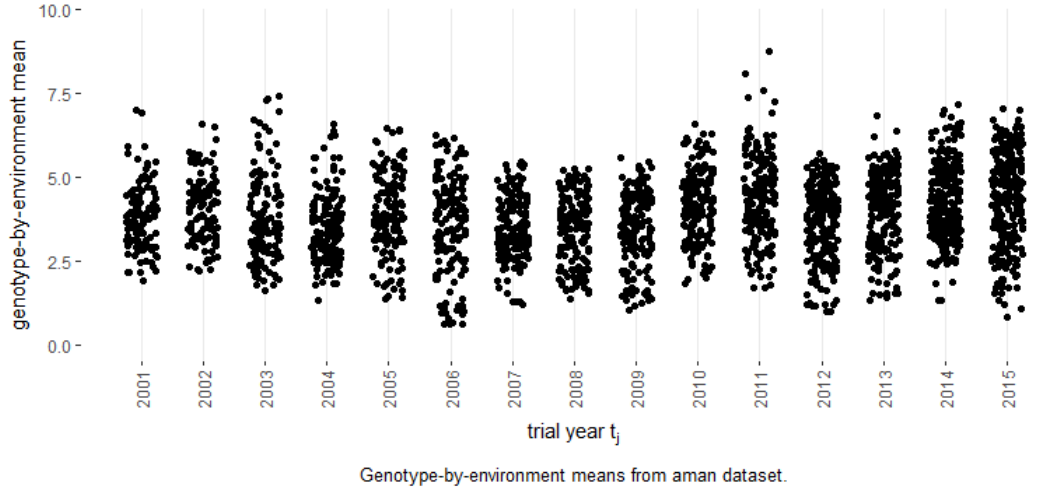 genotype-by-environment mean
10.0
7.5
5.0
2.5
0.0
2001 2002 2003 2004 2005 2006 2007 2008 2009 2010 2011 2012 2013 2014 2015
trial year tj
Genotype-by-environment means from aman dataset.